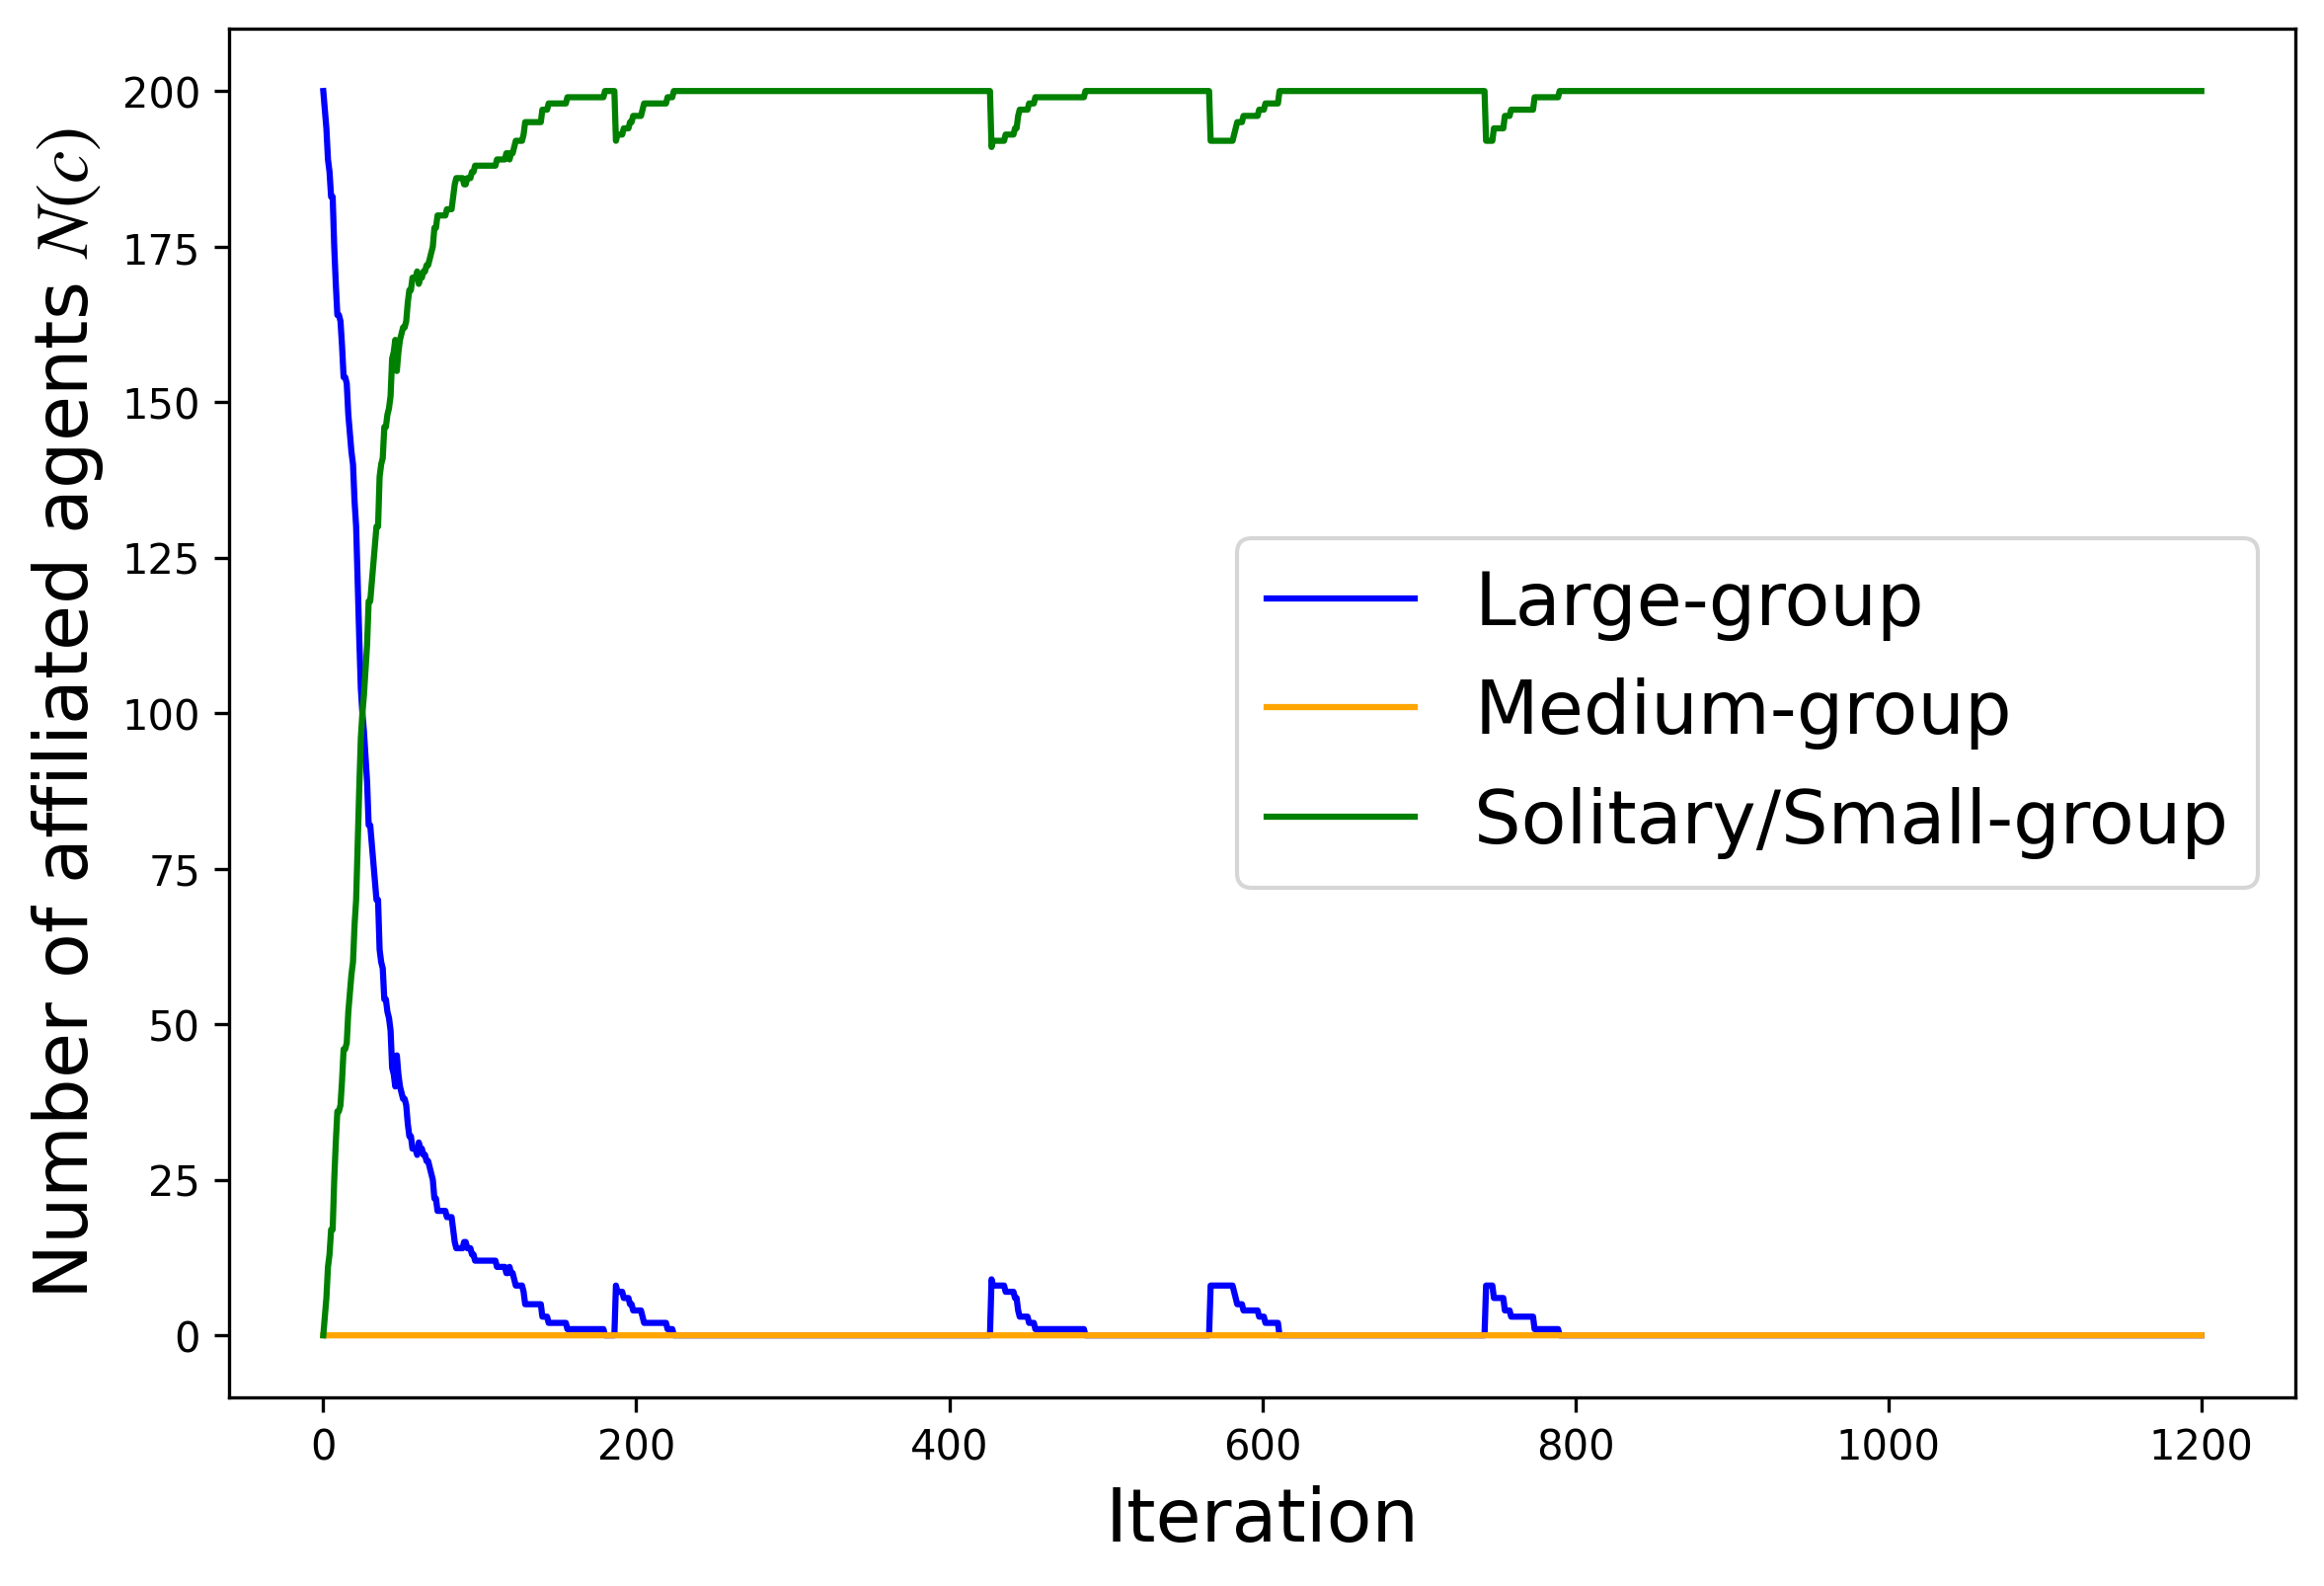 Number of affiliated agents N(c)
200
175
150
125
100
75
50
25
0
Large-group
Medium-group
Solitary/Small-group
0 200 400 600 800 1000 1200
Iteration